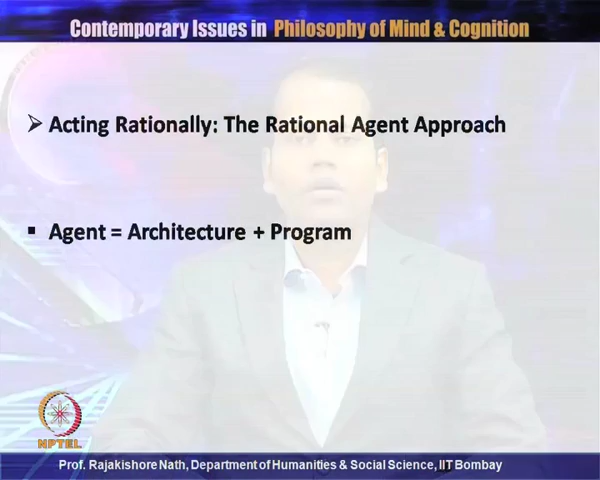 Contemporary Issues in Philosophy of Mind & Cognition
➢ Acting Rationally: The Rational Agent Approach
▪ Agent = Architecture + Program
NPTEL
Prof. Rajakishore Nath, Department of Humanities & Social Science, IIT Bombay